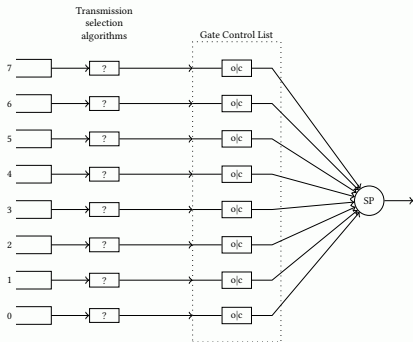 Transmission
selection
algorithms
Gate Control List
7 ? o|c
6 ? o|c
5 ? o|c
4 ? o|c
3 ? o|c
SP
2 ? o|c
1 ? o|c
0 ? o|c